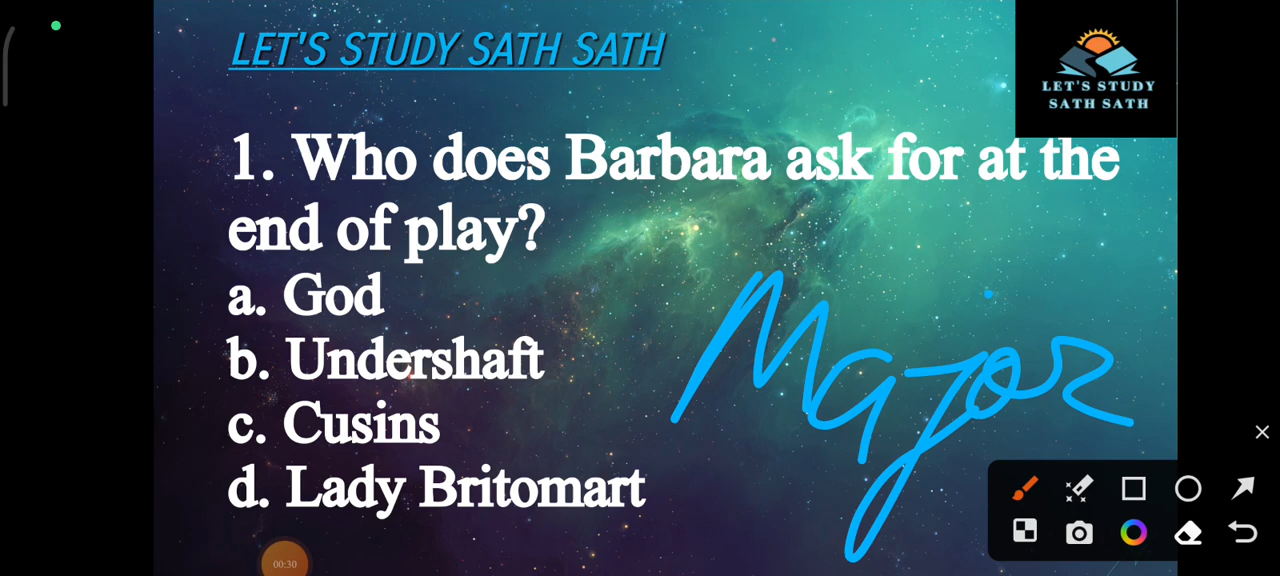 LET'S STUDY SATH SATH
LET'S STUDY
SATH SATH
1. Who does Barbara ask for at the
end of play?
a. God
b. Undershaft
c. Cusins
d. Lady Britomart
Major
00:30